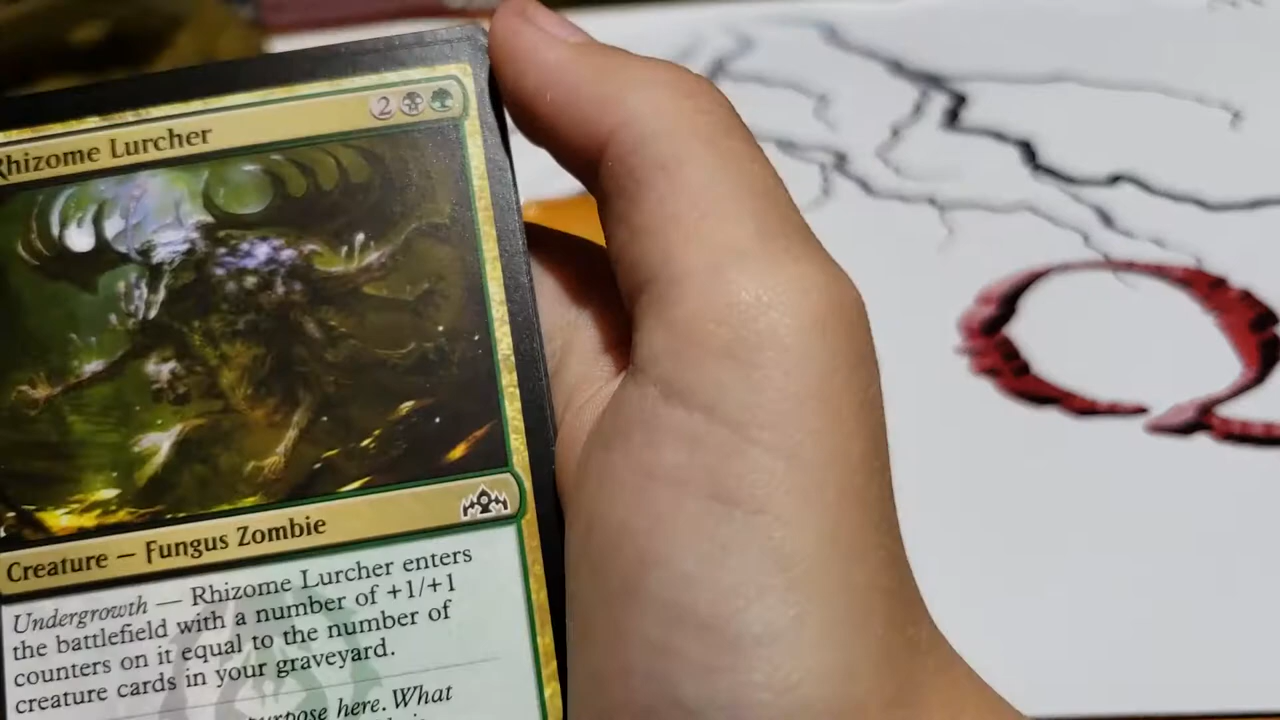 Rhizome Lurcher 2
Creature — Fungus Zombie
Undergrowth — Rhizome Lurcher enters
the battlefield with a number of +1/+1
counters on it equal to the number of
creature cards in your graveyard.
here. What